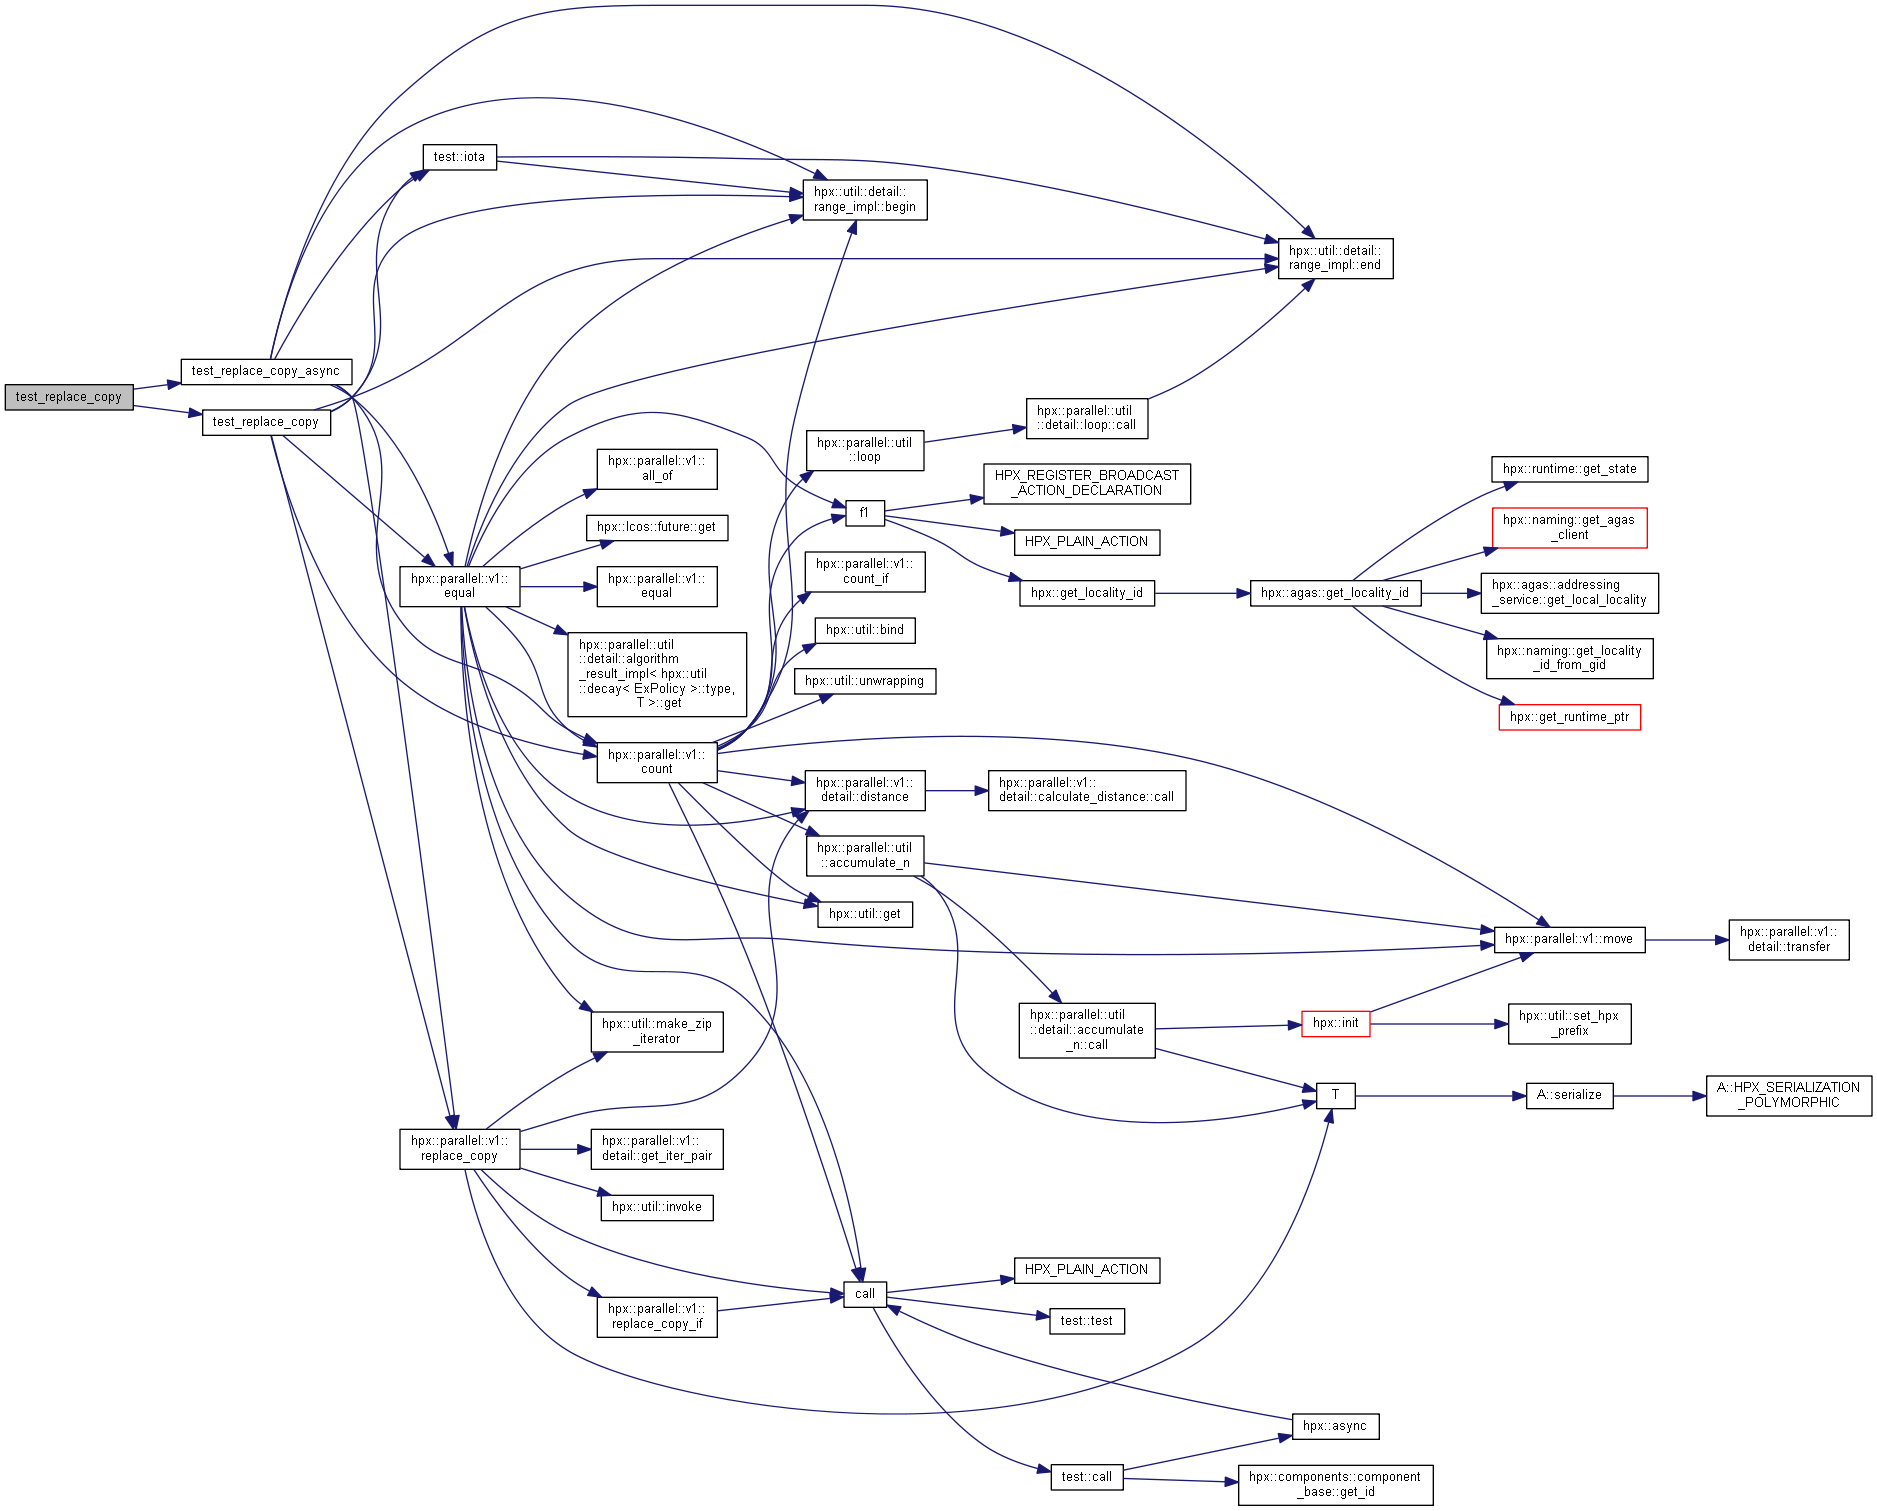 test_replace_copy
test_replace_copy_async
test_replace_copy
test::iota
hpx::parallel::v1::
equal
hpx::parallel::v1::
replace_copy
hpx::parallel::v1::
all_of
hpx::lcos::future::get
hpx::parallel::v1::
equal
hpx::parallel::util
::detail::algorithm
_result_impl< hpx::util
::decay< ExPolicy >::type,
T >::get
hpx::parallel::v1::
count
hpx::util::make_zip
_iterator
hpx::parallel::v1::
detail::get_iter_pair
hpx::util::invoke
hpx::parallel::v1::
replace_copy_if
hpx::util::detail::
range_impl::begin
hpx::parallel::util
::loop
f1
hpx::parallel::v1::
count_if
hpx::util::bind
hpx::util::unwrapping
hpx::parallel::v1::
detail::distance
hpx::parallel::util
::accumulate_n
hpx::util::get
call
hpx::parallel::util
::detail::loop::call
HPX_REGISTER_BROADCAST
_ACTION_DECLARATION
HPX_PLAIN_ACTION
hpx::get_locality_id
hpx::parallel::v1::
detail::calculate_distance::call
hpx::parallel::util
::detail::accumulate
_n::call
HPX_PLAIN_ACTION
test::test
test::call
hpx::util::detail::
range_impl::end
hpx::agas::get_locality_id
hpx::init
T
hpx::async
hpx::components::component
_base::get_id
hpx::runtime::get_state
hpx::naming::get_agas
_client
hpx::agas::addressing
_service::get_local_locality
hpx::naming::get_locality
_id_from_gid
hpx::get_runtime_ptr
hpx::parallel::v1::move
hpx::util::set_hpx
_prefix
A::serialize
hpx::parallel::v1::
detail::transfer
A::HPX_SERIALIZATION
_POLYMORPHIC